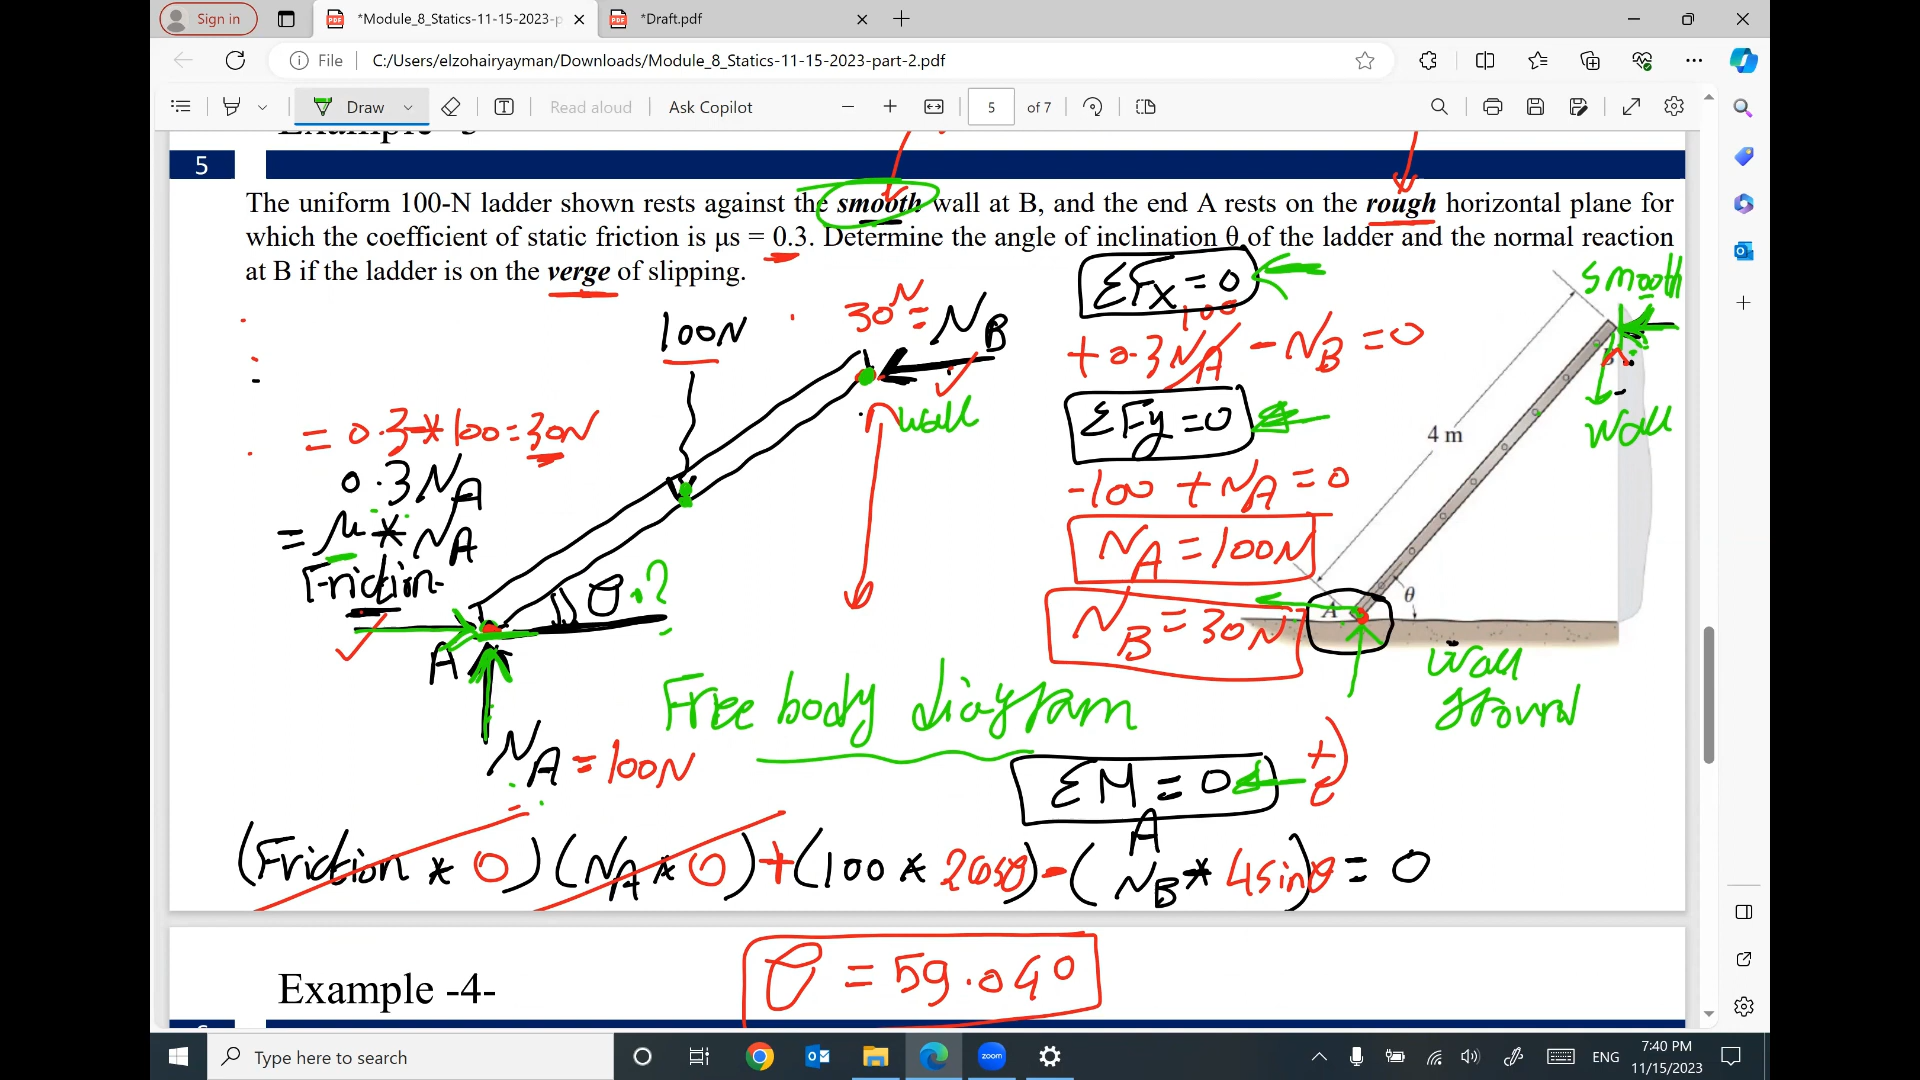 Sign in
*Module_8_Statics-11-15-2023-p
*Draft.pdf
File
C:/Users/elzohairyayman/Downloads/Module_8_Statics-11-15-2023-part-2.pdf
Draw
Read aloud
Ask Copilot
5 of 7
5
The uniform 100-N ladder shown rests against the smooth wall at B, and the end A rests on the rough horizontal plane for
which the coefficient of static friction is μs = 0.3. Determine the angle of inclination θ of the ladder and the normal reaction
at B if the ladder is on the verge of slipping.
ΣFx = 0
smooth
30N = NB
100N
100
+0.3 NA - NB = 0
wall
ΣFy = 0
wall
4 m
= 0.3 * 100 = 30N
0.3 NA
-100 + NA = 0
= μ * NA
NA = 100N
Friction
θ ?
θ
A
NB = 30N
A
wall
ground
Free body diagram
NA = 100N
ΣM = 0
A
+
(Friction * 0) (NA * 0) + (100 * 2cosθ) - (NB * 4sinθ) = 0
θ = 59.04°
Example -4-
Type here to search
zoom
ENG
7:40 PM
11/15/2023